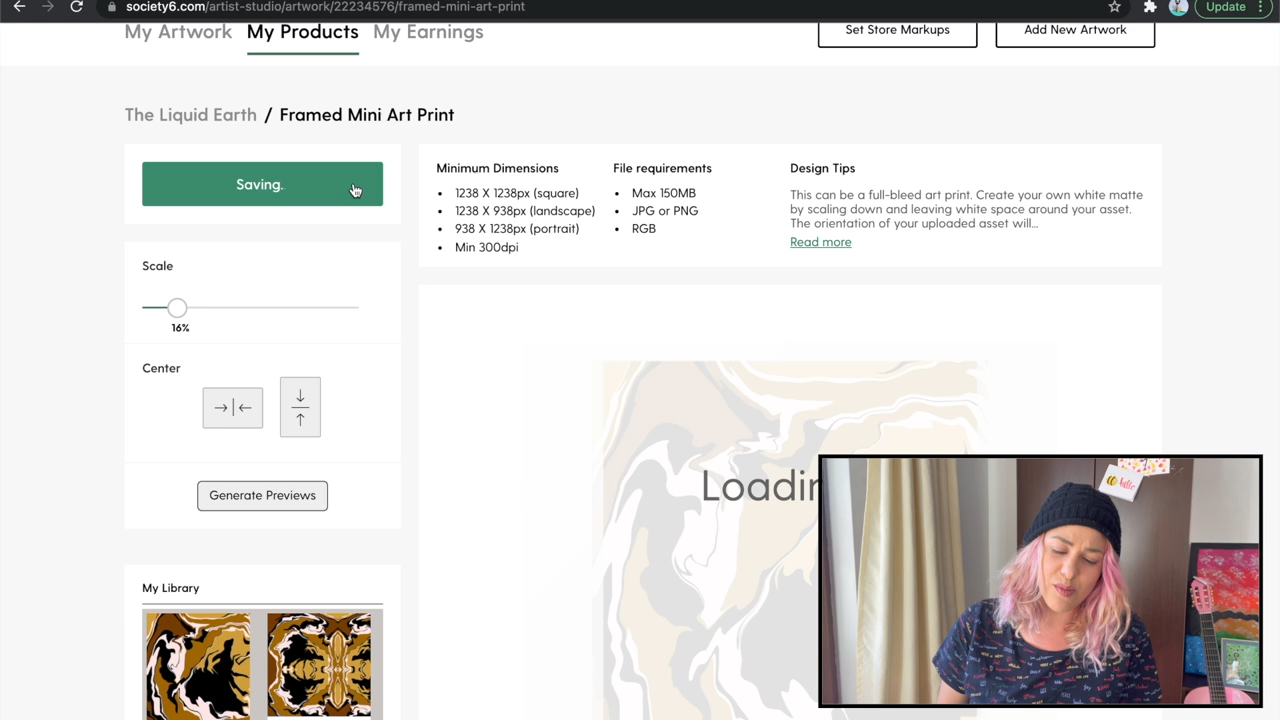 society6.com/artist-studio/artwork/22234576/framed-mini-art-print
Update
My Artwork My Products My Earnings
Set Store Markups
Add New Artwork
The Liquid Earth / Framed Mini Art Print
Saving..
Minimum Dimensions
• 1238 X 1238px (square)
• 1238 X 938px (landscape)
• 938 X 1238px (portrait)
• Min 300dpi
File requirements
• Max 150MB
• JPG or PNG
• RGB
Design Tips
This can be a full-bleed art print. Create your own white matte
by scaling down and leaving white space around your asset.
The orientation of your uploaded asset will...
Read more
Scale
16%
Center
Generate Previews
Loadin
hello
My Library